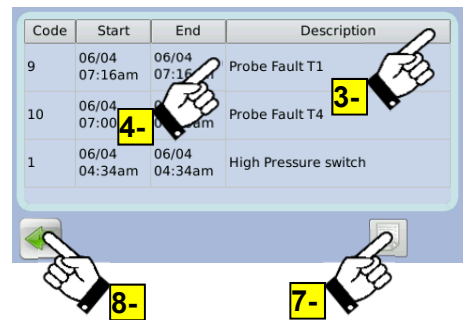 Code Start End Description
9 06/04 07:16am 06/04 07:16 Probe Fault T1
3-
10 06/04 07:00 Probe Fault T4
4-
1 06/04 04:34am 06/04 04:34am High Pressure switch
8-
7-